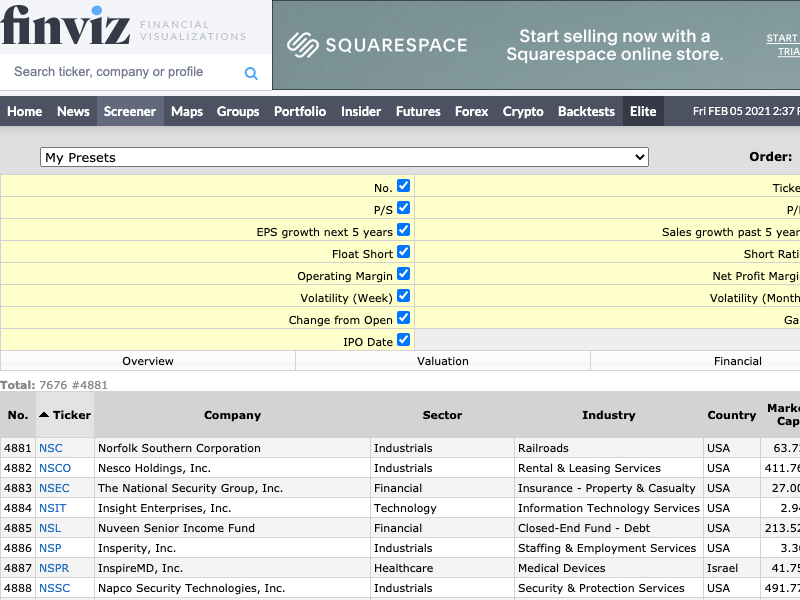 finviz FINANCIAL VISUALIZATIONS
Search ticker, company or profile
SQUARESPACE
Start selling now with a
Squarespace online store.
START
TRIA
Home News Screener Maps Groups Portfolio Insider Futures Forex Crypto Backtests Elite Fri FEB 05 2021 2:37 P
My Presets Order:
No. Ticke
P/S P/
EPS growth next 5 years Sales growth past 5 year
Float Short Short Rati
Operating Margin Net Profit Margi
Volatility (Week) Volatility (Month
Change from Open Ga
IPO Date
Overview Valuation Financial
Total: 7676 #4881
No. Ticker Company Sector Industry Country Marke Cap
4881 NSC Norfolk Southern Corporation Industrials Railroads USA 63.7
4882 NSCO Nesco Holdings, Inc. Industrials Rental & Leasing Services USA 411.76
4883 NSEC The National Security Group, Inc. Financial Insurance - Property & Casualty USA 27.00
4884 NSIT Insight Enterprises, Inc. Technology Information Technology Services USA 2.94
4885 NSL Nuveen Senior Income Fund Financial Closed-End Fund - Debt USA 213.52
4886 NSP Insperity, Inc. Industrials Staffing & Employment Services USA 3.30
4887 NSPR InspireMD, Inc. Healthcare Medical Devices Israel 41.75
4888 NSSC Napco Security Technologies, Inc. Industrials Security & Protection Services USA 491.77